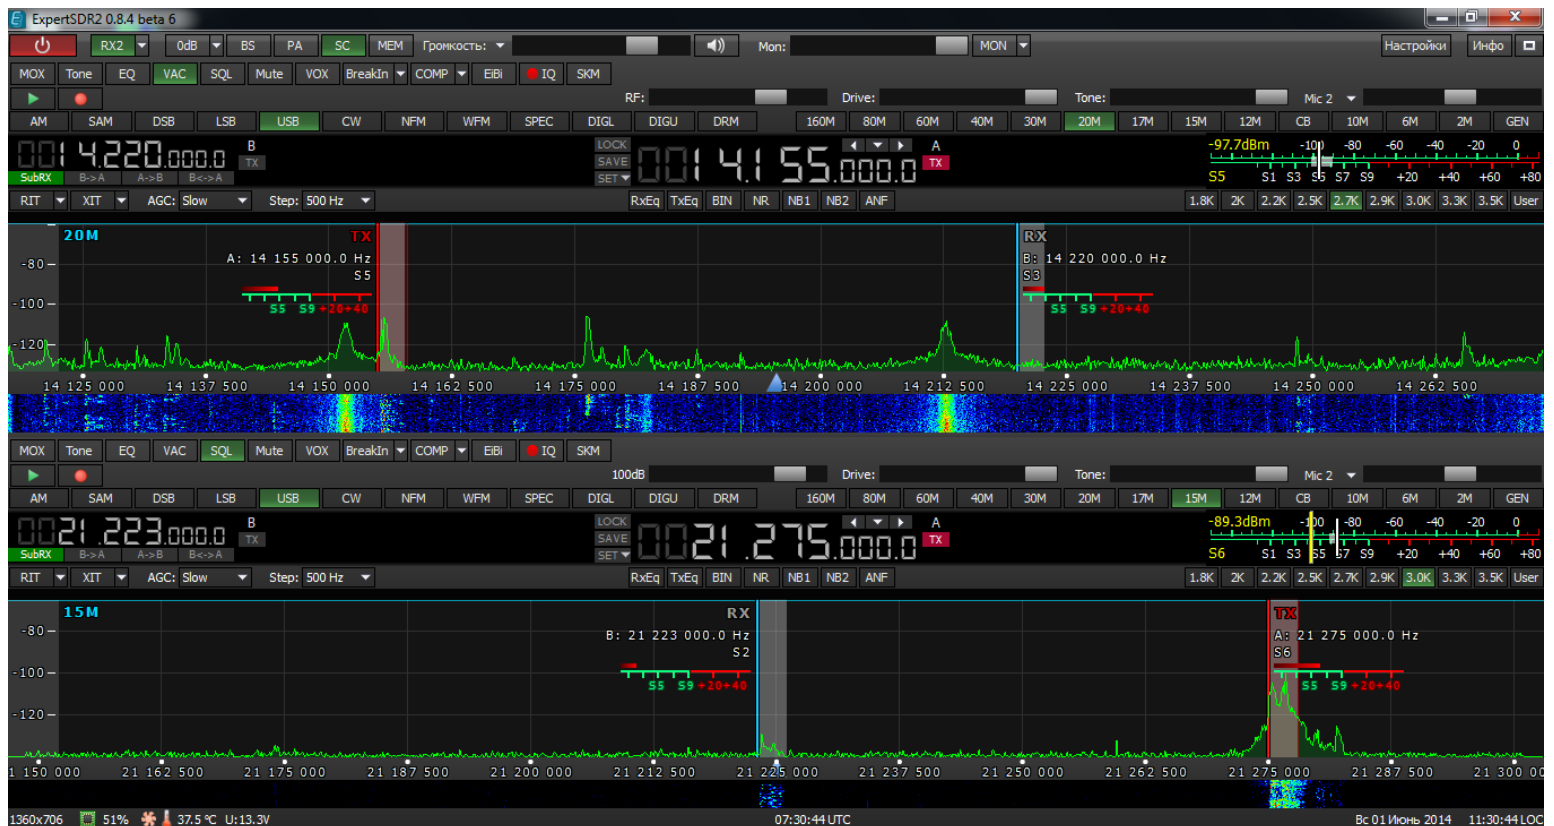 ExpertSDR2 0.8.4 beta 6
RX2 0dB BS PA SC MEM Громкость: Mon: MON Настройки Инфо
MOX Tone EQ VAC SQL Mute VOX BreakIn COMP EiBi IQ SKM
RF: Drive: Tone: Mic 2
AM SAM DSB LSB USB CW NFM WFM SPEC DIGL DIGU DRM 160M 80M 60M 40M 30M 20M 17M 15M 12M CB 10M 6M 2M GEN
0014.220.000.0 B TX LOCK SAVE SET 00014.155.000.0 A TX -97.7dBm -100 -80 -60 -40 -20 0
SubRX B->A A->B B<->A S5 S1 S3 S5 S7 S9 +20 +40 +60 +80
RIT XIT AGC: Slow Step: 500 Hz RxEq TxEq BIN NR NB1 NB2 ANF 1.8K 2K 2.2K 2.5K 2.7K 2.9K 3.0K 3.3K 3.5K User
20M TX RX
-80 A: 14 155 000.0 Hz B: 14 220 000.0 Hz
S5 S3
-100 S5 S9 +20+40 S5 S9 +20+40
-120
14 125 000 14 137 500 14 150 000 14 162 500 14 175 000 14 187 500 14 200 000 14 212 500 14 225 000 14 237 500 14 250 000 14 262 500
MOX Tone EQ VAC SQL Mute VOX BreakIn COMP EiBi IQ SKM
100dB Drive: Tone: Mic 2
AM SAM DSB LSB USB CW NFM WFM SPEC DIGL DIGU DRM 160M 80M 60M 40M 30M 20M 17M 15M 12M CB 10M 6M 2M GEN
0021.223.000.0 B TX LOCK SAVE SET 00021.275.000.0 A TX -89.3dBm -100 -80 -60 -40 -20 0
SubRX B->A A->B B<->A S6 S1 S3 S5 S7 S9 +20 +40 +60 +80
RIT XIT AGC: Slow Step: 500 Hz RxEq TxEq BIN NR NB1 NB2 ANF 1.8K 2K 2.2K 2.5K 2.7K 2.9K 3.0K 3.3K 3.5K User
15M RX TX
-80 B: 21 223 000.0 Hz A: 21 275 000.0 Hz
S2 S6
-100 S5 S9 +20+40 S5 S9 +20+40
-120
1 150 000 21 162 500 21 175 000 21 187 500 21 200 000 21 212 500 21 225 000 21 237 500 21 250 000 21 262 500 21 275 000 21 287 500 21 300 00
1360x706 51% 37.5 ℃ U:13.3V 07:30:44 UTC Вс 01 Июнь 2014 11:30:44 LOC